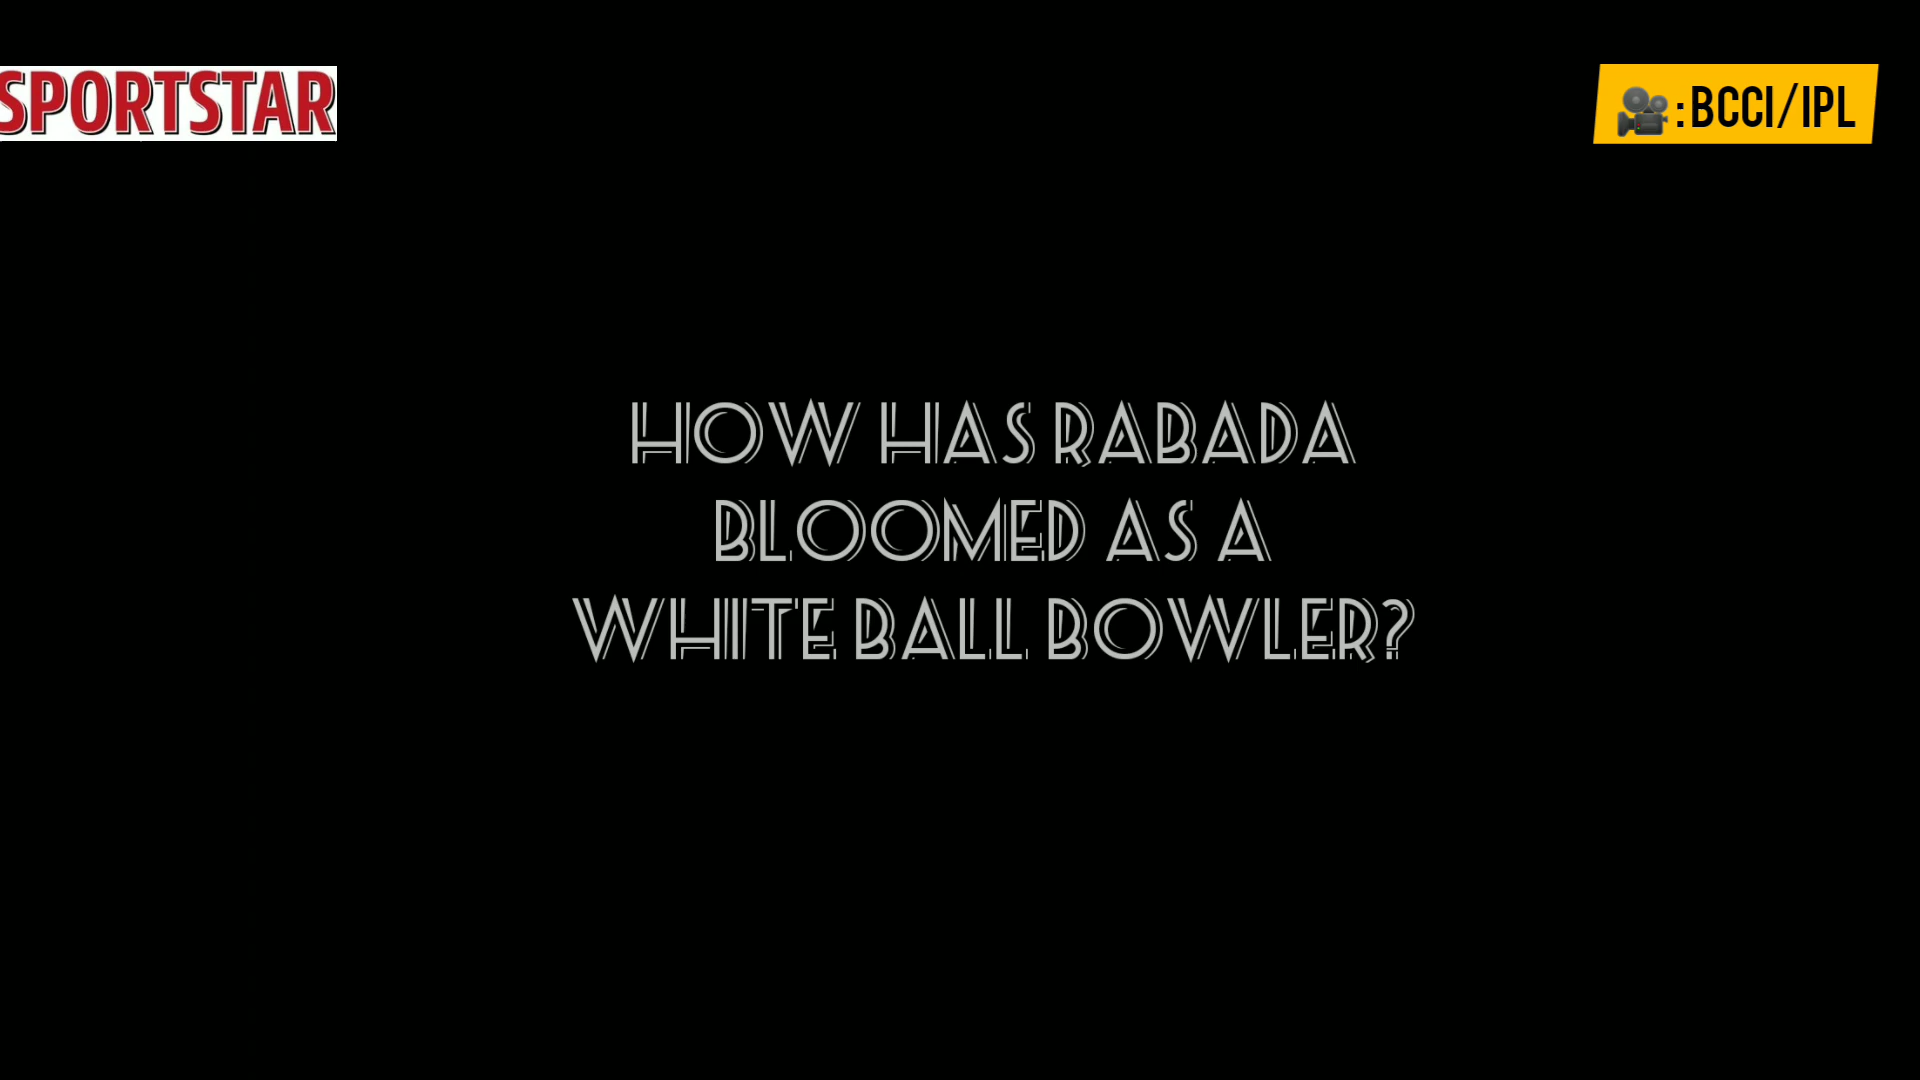 SPORTSTAR
:BCCI/IPL
HOW HAS RABADA
BLOOMED AS A
WHITE BALL BOWLER?